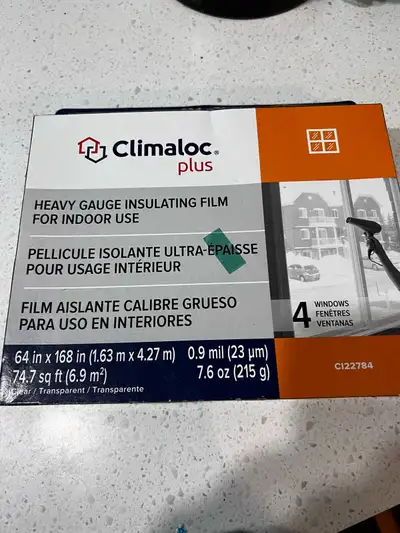 Climaloc®
plus
HEAVY GAUGE INSULATING FILM
FOR INDOOR USE
PELLICULE ISOLANTE ULTRA-ÉPAISSE
POUR USAGE INTÉRIEUR
FILM AISLANTE CALIBRE GRUESO
PARA USO EN INTERIORES
4 WINDOWS
FENÊTRES
VENTANAS
64 in x 168 in (1.63 m x 4.27 m) 0.9 mil (23 µm)
74.7 sq ft (6.9 m²) 7.6 oz (215 g)
Clear / Transparent / Transparente
CI22784